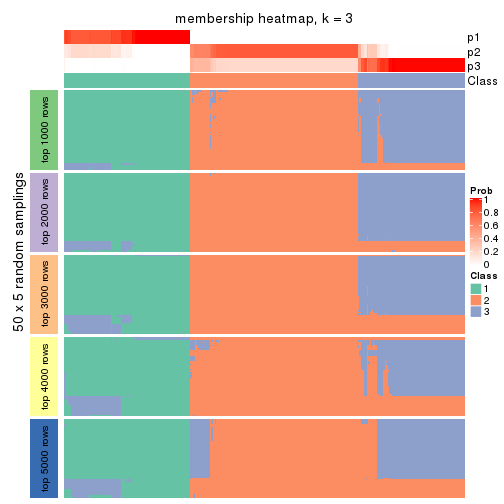 membership heatmap, k = 3
p1
p2
p3
Class
50 x 5 random samplings
top 1000 rows
top 2000 rows
top 3000 rows
top 4000 rows
top 5000 rows
Prob
1
0.8
0.6
0.4
0.2
0
Class
1
2
3